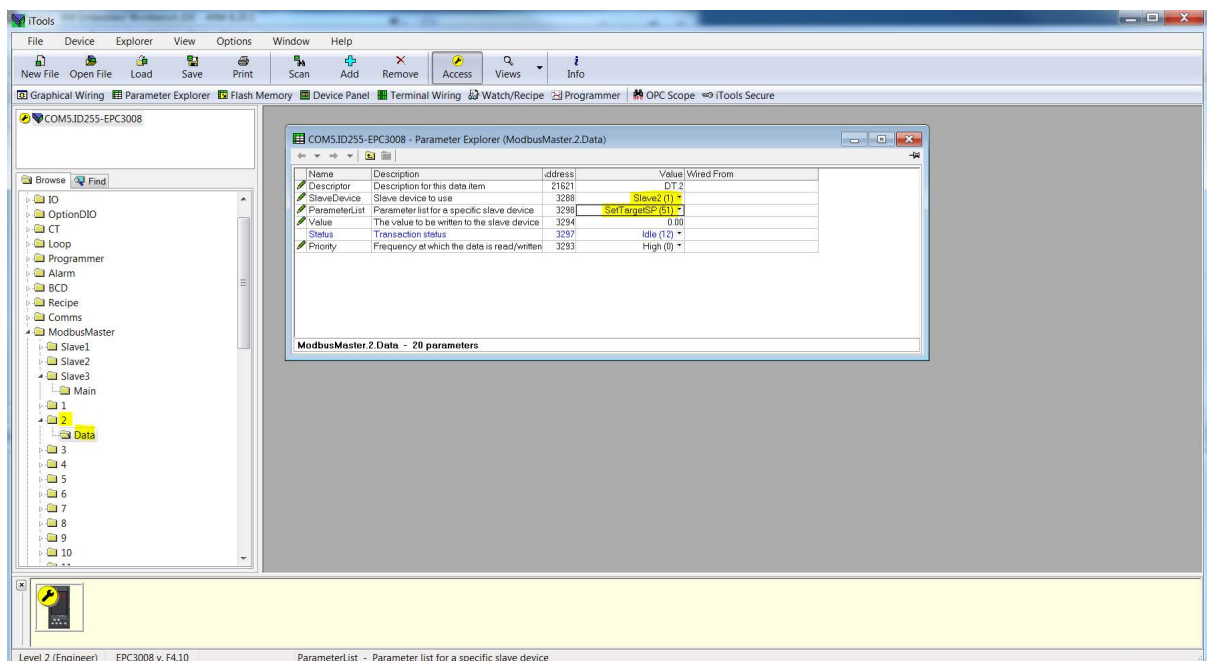 iTools
File Device Explorer View Options Window Help
New File Open File Load Save Print Scan Add Remove Access Views Info
Graphical Wiring Parameter Explorer Flash Memory Device Panel Terminal Wiring Watch/Recipe Programmer OPC Scope iTools Secure
COM5.ID255-EPC3008
Browse Find
IO
OptionDIO
CT
Loop
Programmer
Alarm
BCD
Recipe
Comms
ModbusMaster
Slave1
Slave2
Slave3
Main
1
2
Data
3
4
5
6
7
8
9
10
COM5.ID255-EPC3008 - Parameter Explorer (ModbusMaster.2.Data)
Name Description ddress Value Wired From
Descriptor Description for this data item 21621 DT.2
SlaveDevice Slave device to use 3288 Slave2 (1)
ParameterList Parameter list for a specific slave device 3298 SetTargetSP (51)
Value The value to be written to the slave device 3294 0.00
Status Transaction status 3297 Idle (12)
Priority Frequency at which the data is read/written 3293 High (0)
ModbusMaster.2.Data - 20 parameters
Level 2 (Engineer) EPC3008 v. F4.10 ParameterList - Parameter list for a specific slave device